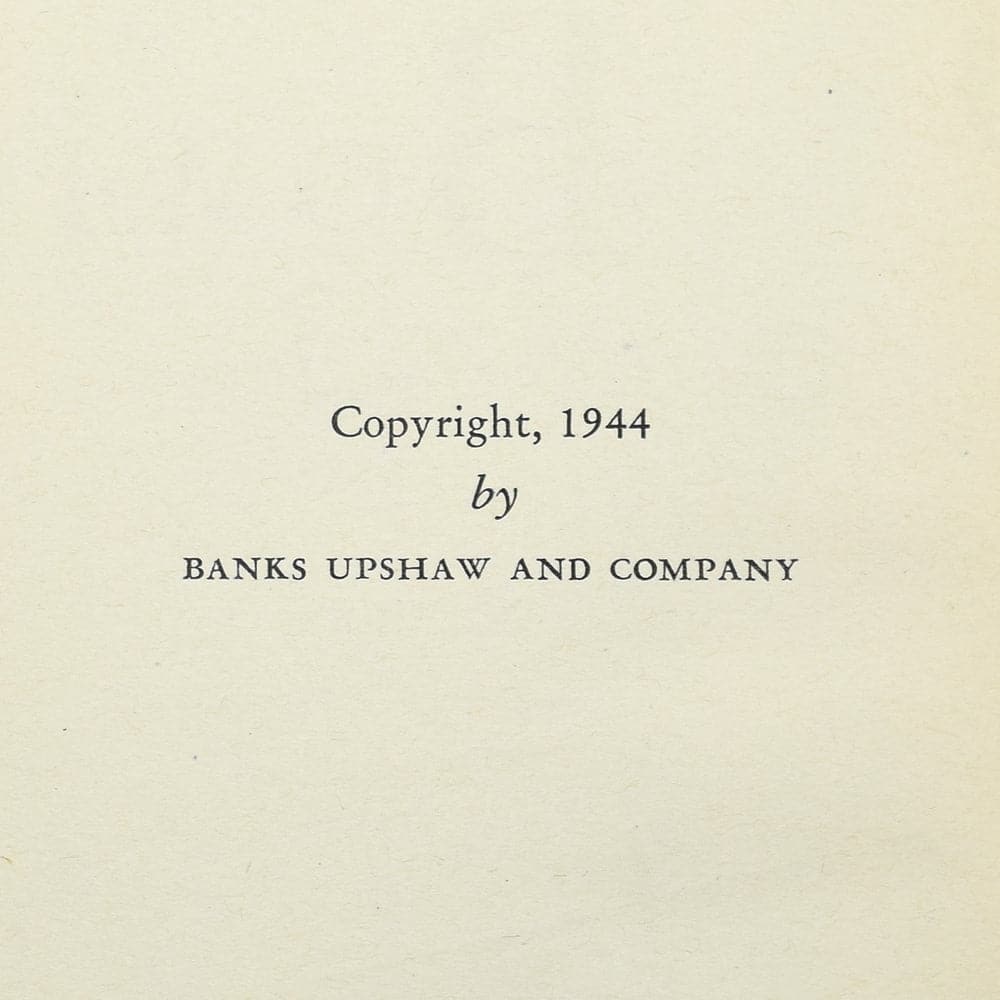 Copyright, 1944
by
BANKS UPSHAW AND COMPANY